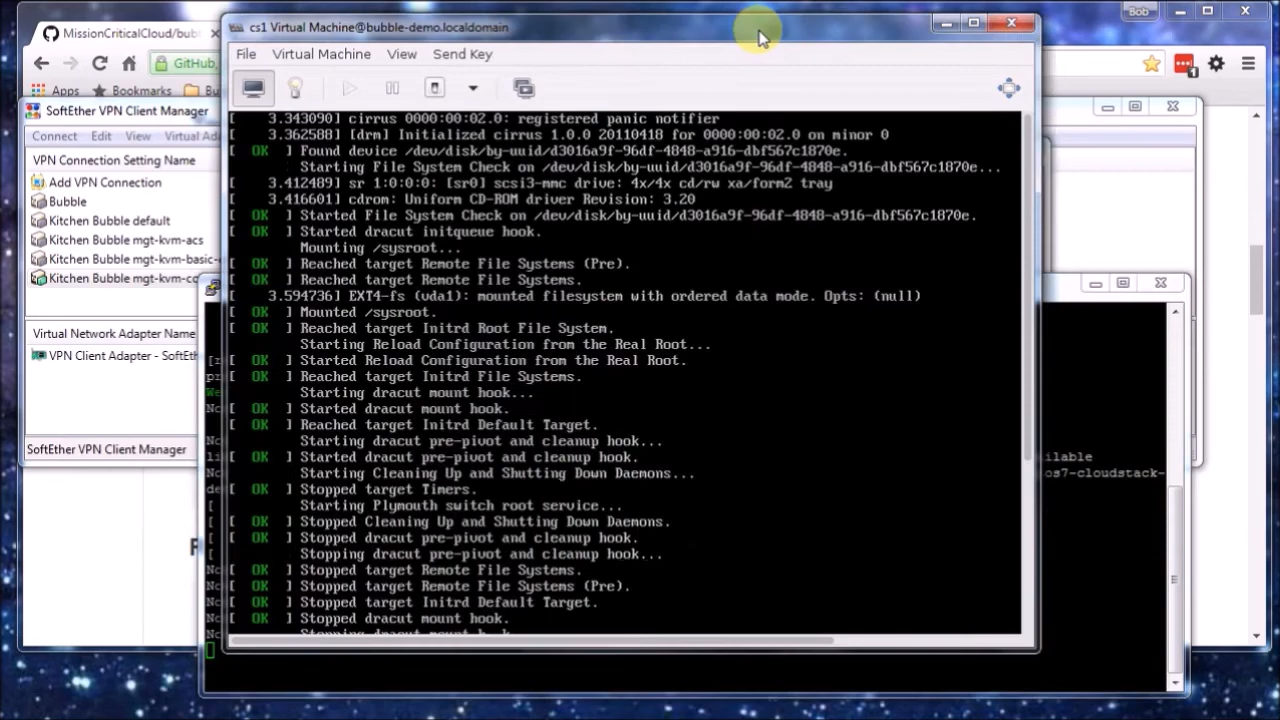 MissionCriticalCloud/bub
Bob
GitHub,
Apps
Bookmarks
Bu
1
SoftEther VPN Client Manager
Connect Edit View Virtual Ad
VPN Connection Setting Name
Add VPN Connection
Bubble
Kitchen Bubble default
Kitchen Bubble mgt-kvm-acs
Kitchen Bubble mgt-kvm-basic-
Kitchen Bubble mgt-kvm-co
Virtual Network Adapter Name
VPN Client Adapter - SoftEth
SoftEther VPN Client Manager
cs1 Virtual Machine@bubble-demo.localdomain
File Virtual Machine View Send Key
[ 3.343090] cirrus 0000:00:02.0: registered panic notifier
[ 3.362588] [drm] Initialized cirrus 1.0.0 20110418 for 0000:00:02.0 on minor 0
[ OK ] Found device /dev/disk/by-uuid/d3016a9f-96df-4848-a916-dbf567c1870e.
Starting File System Check on /dev/disk/by-uuid/d3016a9f-96df-4848-a916-dbf567c1870e...
[ 3.412489] sr 1:0:0:0: [sr0] scsi3-mmc drive: 4x/4x cd/rw xa/form2 tray
[ 3.416601] cdrom: Uniform CD-ROM driver Revision: 3.20
[ OK ] Started File System Check on /dev/disk/by-uuid/d3016a9f-96df-4848-a916-dbf567c1870e.
[ OK ] Started dracut initqueue hook.
Mounting /sysroot...
[ OK ] Reached target Remote File Systems (Pre).
[ OK ] Reached target Remote File Systems.
[ 3.594736] EXT4-fs (vda1): mounted filesystem with ordered data mode. Opts: (null)
[ OK ] Mounted /sysroot.
[ OK ] Reached target Initrd Root File System.
Starting Reload Configuration from the Real Root...
[ OK ] Started Reload Configuration from the Real Root.
[ OK ] Reached target Initrd File Systems.
Starting dracut mount hook...
[ OK ] Started dracut mount hook.
[ OK ] Reached target Initrd Default Target.
Starting dracut pre-pivot and cleanup hook...
[ OK ] Started dracut pre-pivot and cleanup hook.
Starting Cleaning Up and Shutting Down Daemons...
[ OK ] Stopped target Timers.
Starting Plymouth switch root service...
[ OK ] Stopped Cleaning Up and Shutting Down Daemons.
[ OK ] Stopped dracut pre-pivot and cleanup hook.
Stopping dracut pre-pivot and cleanup hook...
[ OK ] Stopped target Remote File Systems.
[ OK ] Stopped target Remote File Systems (Pre).
[ OK ] Stopped target Initrd Default Target.
[ OK ] Stopped dracut mount hook.
ilable
os7-cloudstack-